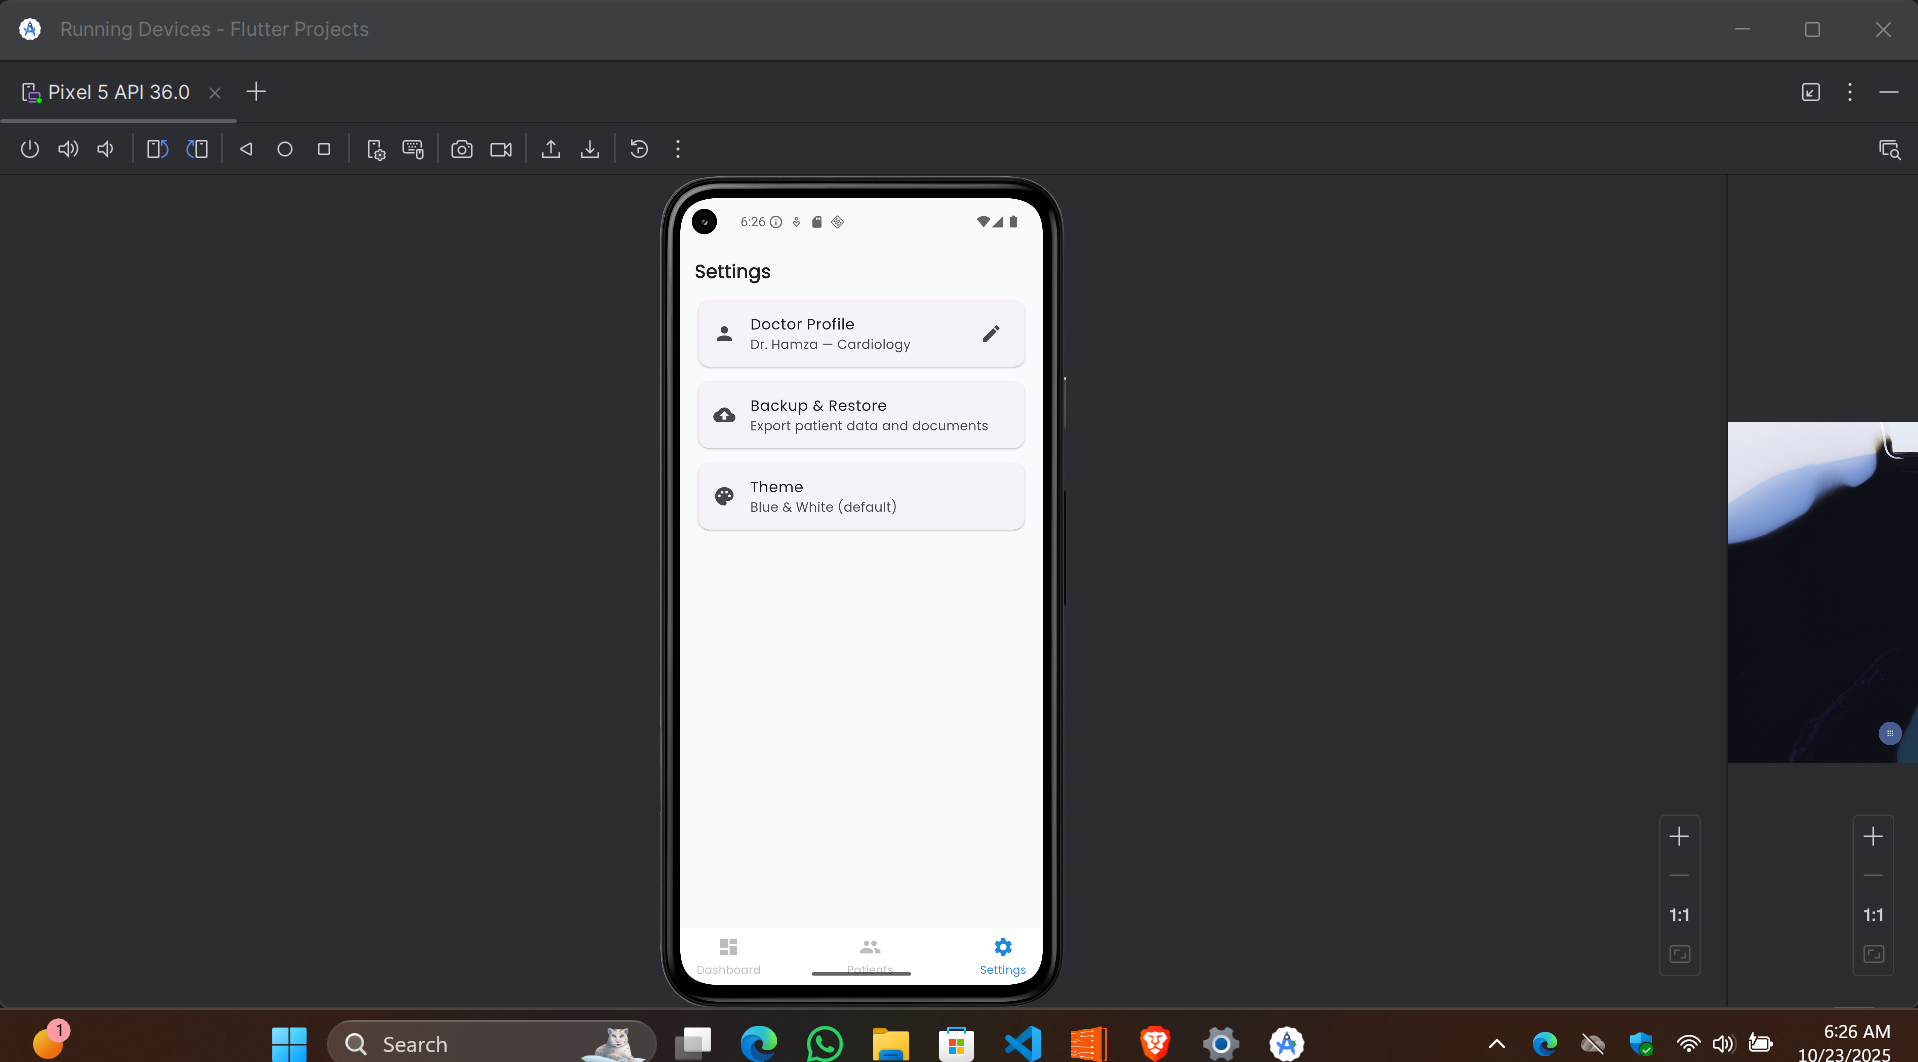 Running Devices - Flutter Projects
Pixel 5 API 36.0
6:26
Settings
Doctor Profile
Dr. Hamza — Cardiology
Backup & Restore
Export patient data and documents
Theme
Blue & White (default)
Dashboard
Patients
Settings
1:1
1:1
1
Search
6:26 AM
10/23/2025